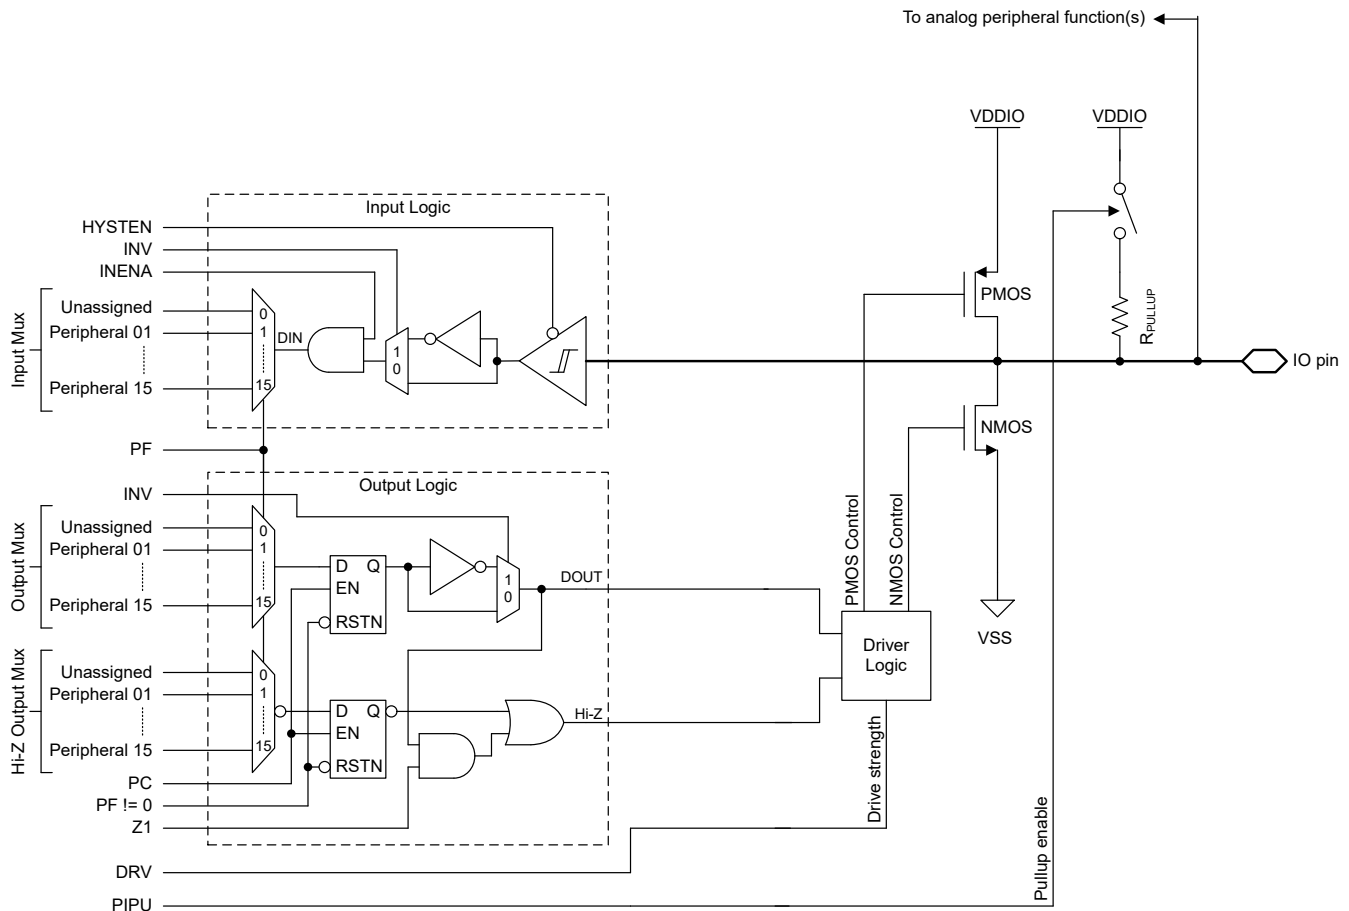 To analog peripheral function(s)
VDDIO
VDDIO
Input Logic
HYSTEN
INV
INENA
Input Mux
Unassigned
Peripheral 01
Peripheral 15
0
1
15
DIN
1
0
PMOS
RPULLUP
IO pin
NMOS
PF
Output Logic
INV
Output Mux
Unassigned
Peripheral 01
Peripheral 15
0
1
15
D Q
EN
RSTN
1
0
DOUT
PMOS Control
NMOS Control
VSS
Driver
Logic
Hi-Z Output Mux
Unassigned
Peripheral 01
Peripheral 15
0
1
15
D Q
EN
RSTN
Hi-Z
Drive strength
Pullup enable
PC
PF != 0
Z1
DRV
PIPU